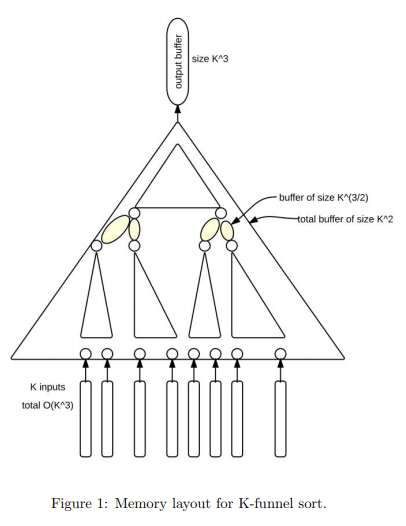 output buffer
size K^3
buffer of size K^(3/2)
total buffer of size K^2
K inputs
total O(K^3)
Figure 1: Memory layout for K-funnel sort.